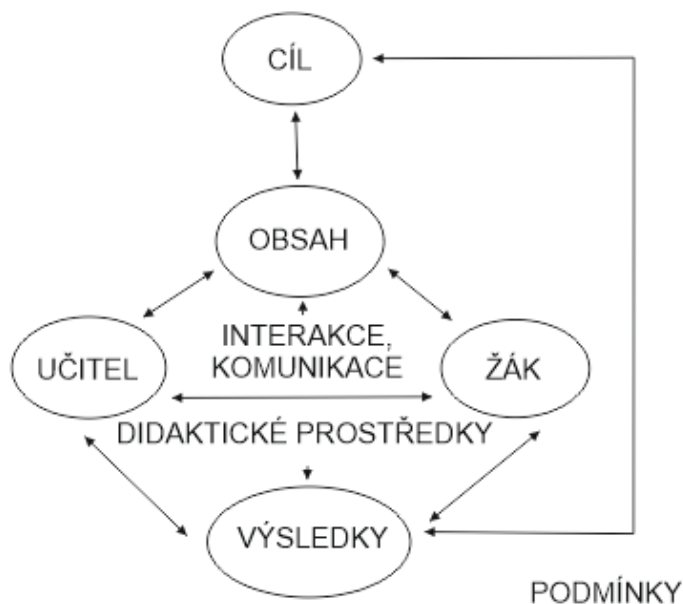 CÍL
OBSAH
INTERAKCE,
KOMUNIKACE
UČITEL
ŽÁK
DIDAKTICKÉ PROSTŘEDKY
VÝSLEDKY
PODMÍNKY